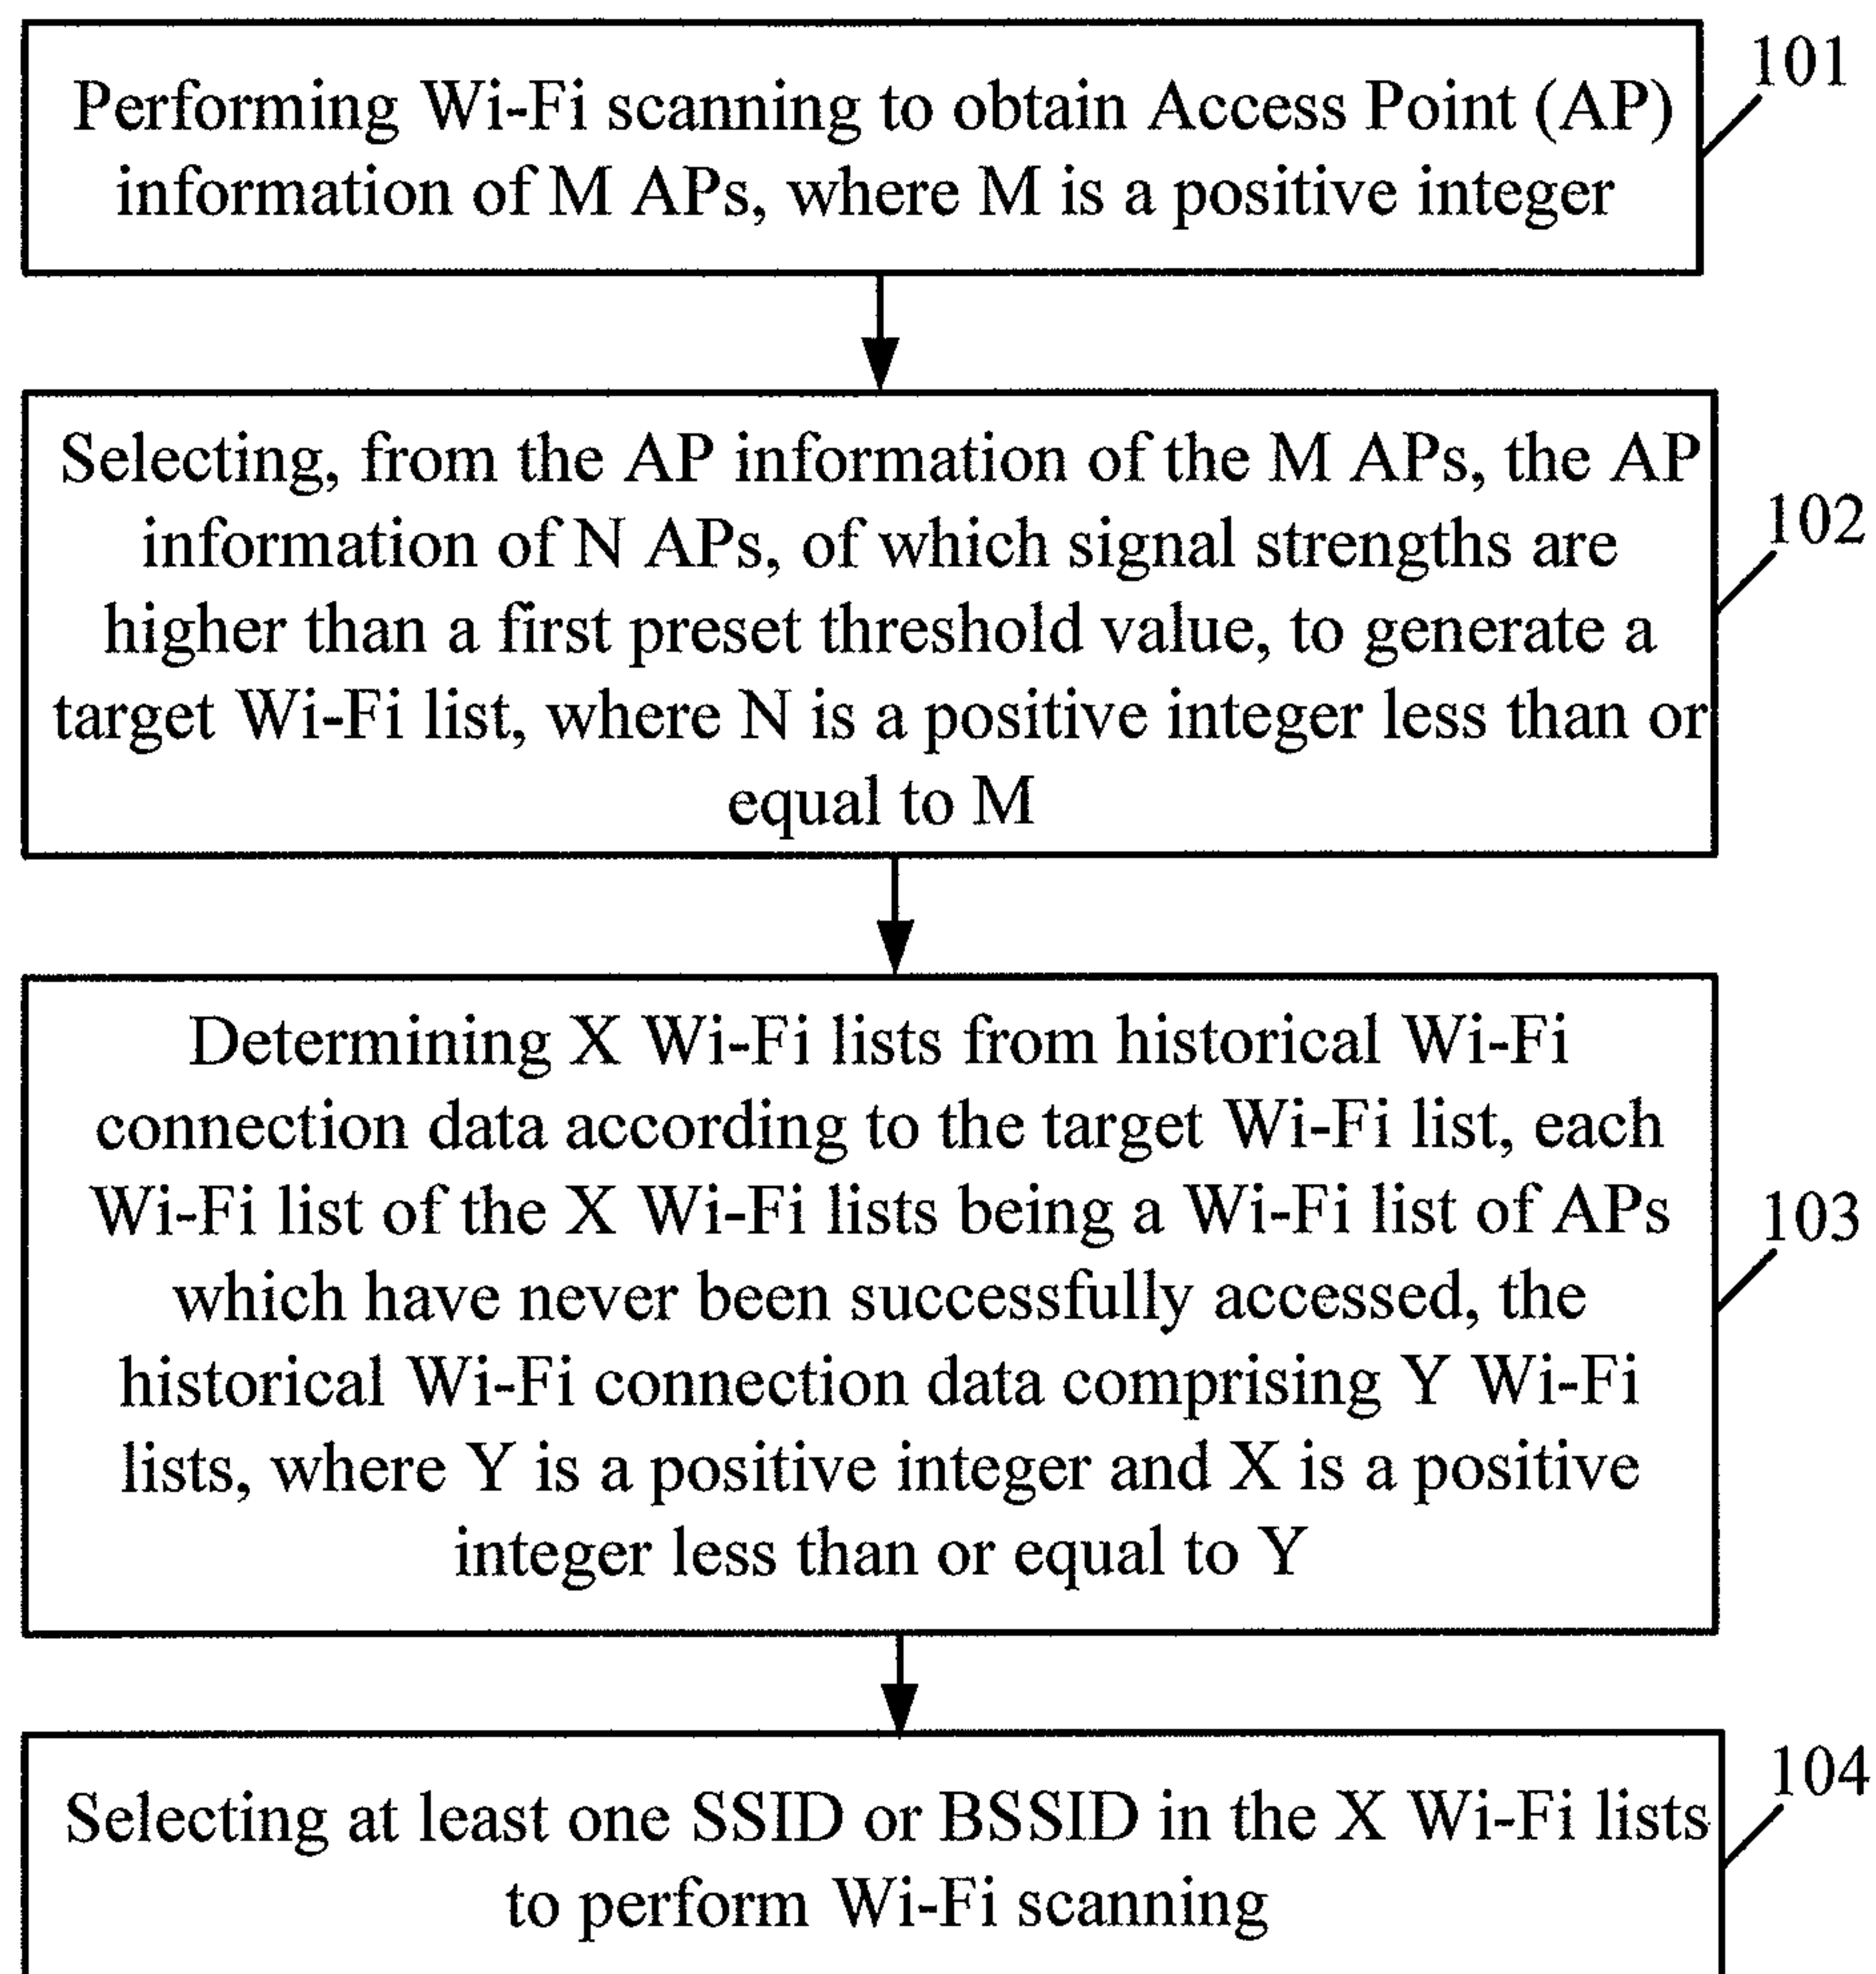 Performing Wi-Fi scanning to obtain Access Point (AP)
information of M APs, where M is a positive integer
101
Selecting, from the AP information of the M APs, the AP
information of N APs, of which signal strengths are
higher than a first preset threshold value, to generate a
target Wi-Fi list, where N is a positive integer less than or
equal to M
102
Determining X Wi-Fi lists from historical Wi-Fi
connection data according to the target Wi-Fi list, each
Wi-Fi list of the X Wi-Fi lists being a Wi-Fi list of APs
which have never been successfully accessed, the
historical Wi-Fi connection data comprising Y Wi-Fi
lists, where Y is a positive integer and X is a positive
integer less than or equal to Y
103
Selecting at least one SSID or BSSID in the X Wi-Fi lists
to perform Wi-Fi scanning
104